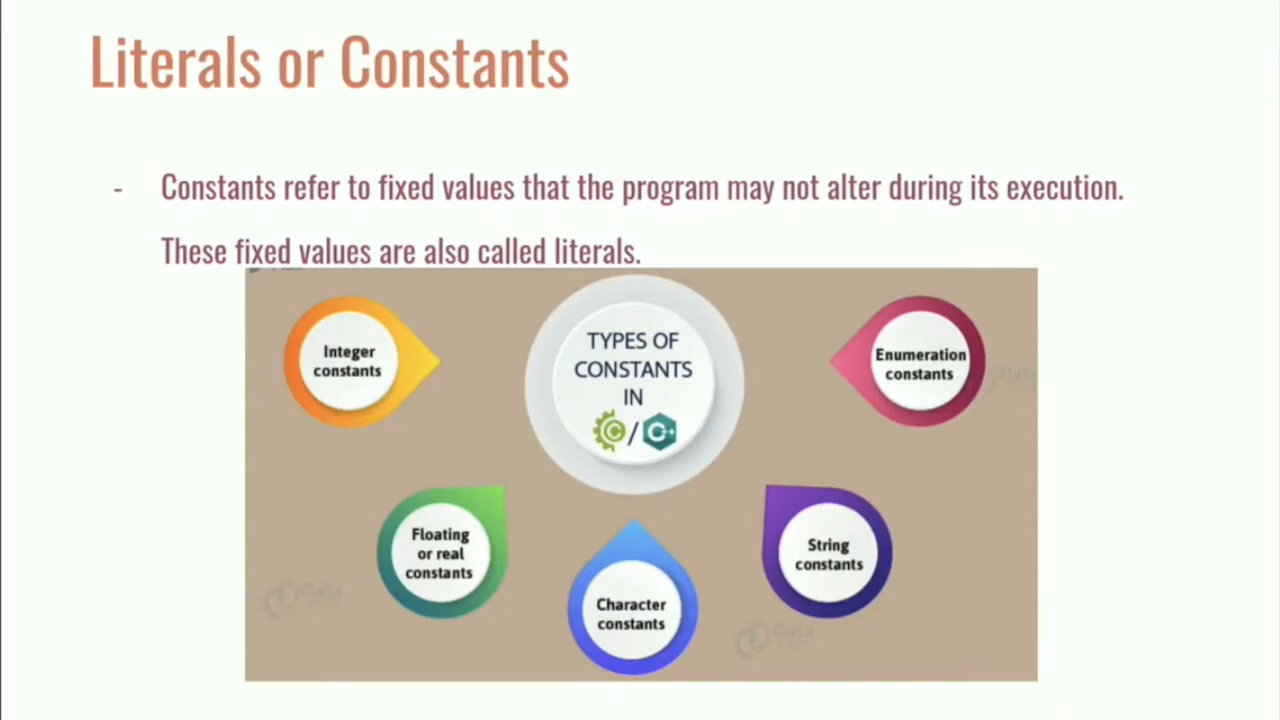 Literals or Constants
- Constants refer to fixed values that the program may not alter during its execution.
These fixed values are also called literals.
TYPES OF
CONSTANTS
IN
C / C++
Integer
constants
Enumeration
constants
Floating
or real
constants
String
constants
Character
constants
Data
Data